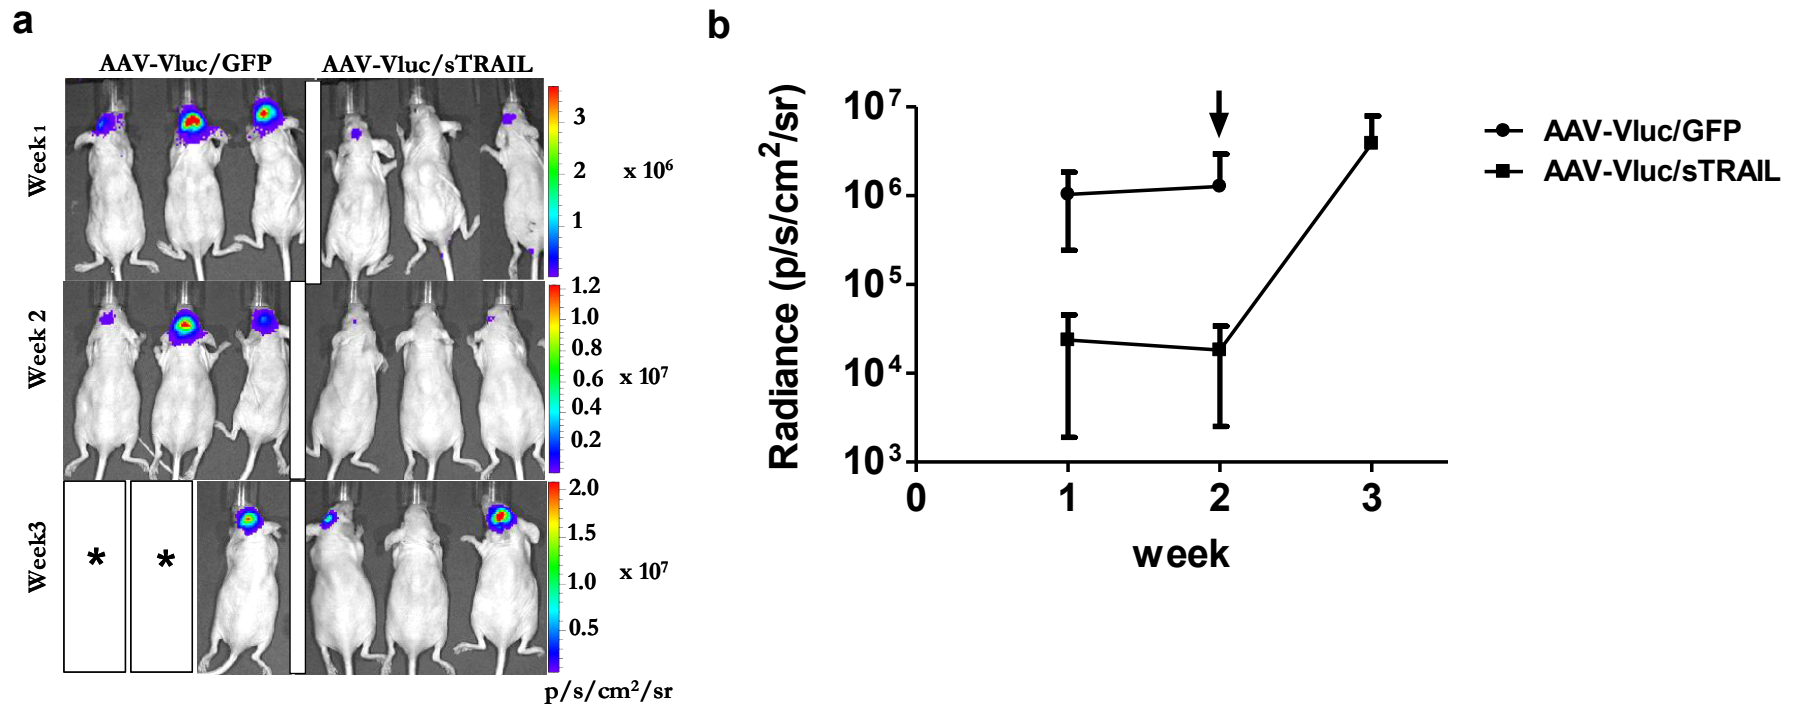 a
AAV-Vluc/GFP
AAV-Vluc/sTRAIL
Week 1
3
2
1
x 10⁶
Week 2
1.2
1.0
0.8
0.6
0.4
0.2
x 10⁷
Week3
*
*
2.0
1.5
1.0
0.5
x 10⁷
p/s/cm²/sr
b
Radiance (p/s/cm²/sr)
10⁷
10⁶
10⁵
10⁴
10³
0
1
2
3
week
AAV-Vluc/GFP
AAV-Vluc/sTRAIL